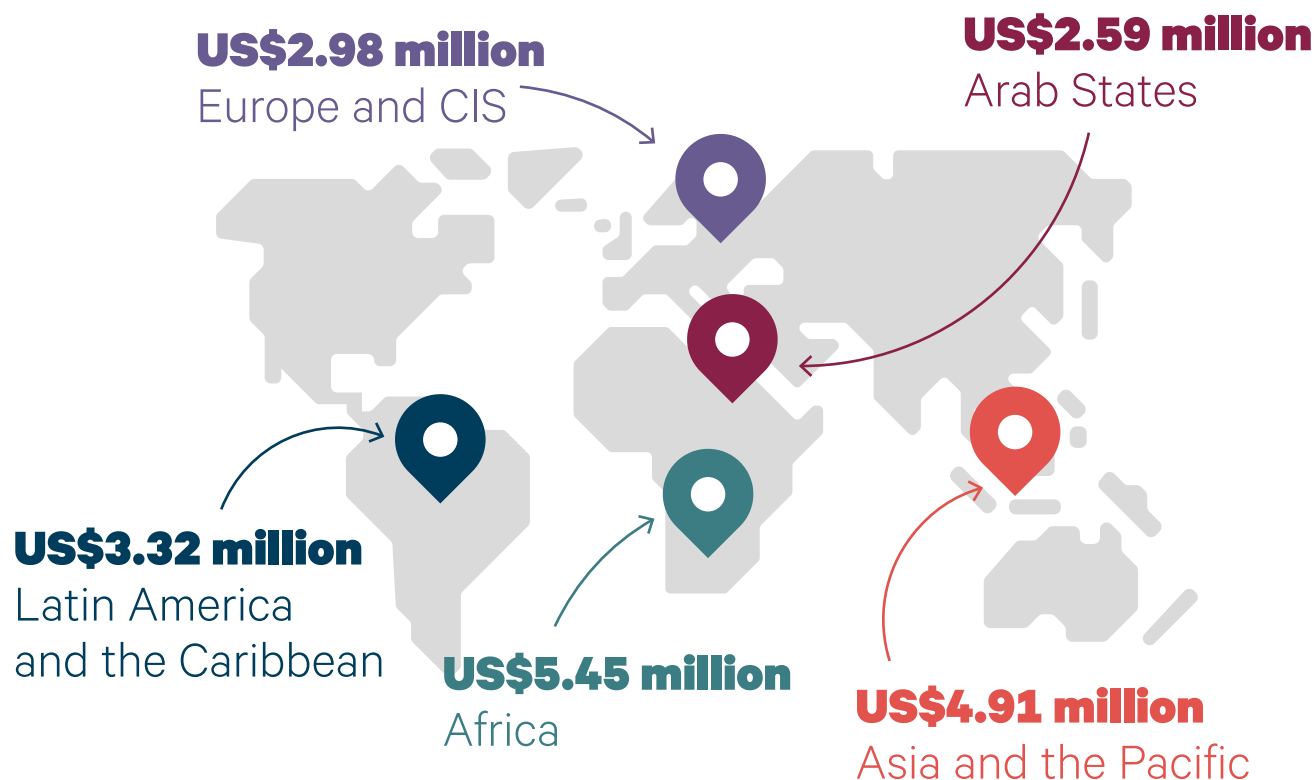 US$2.98 million
Europe and CIS
US$2.59 million
Arab States
US$3.32 million
Latin America
and the Caribbean
US$5.45 million
Africa
US$4.91 million
Asia and the Pacific